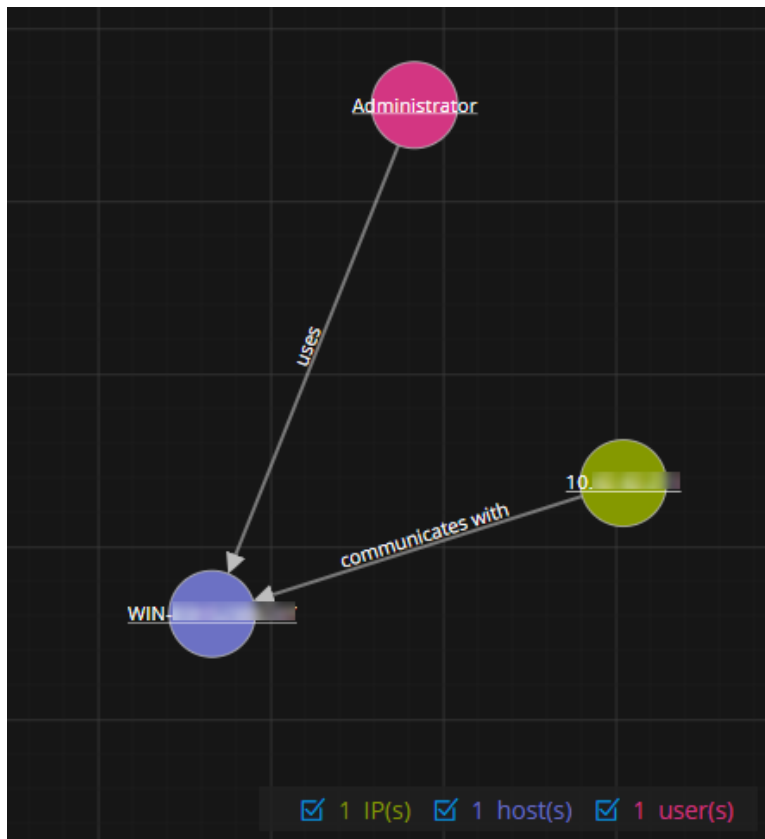 Administrator
uses
10.
communicates with
WIN-
1 IP(s) 1 host(s) 1 user(s)